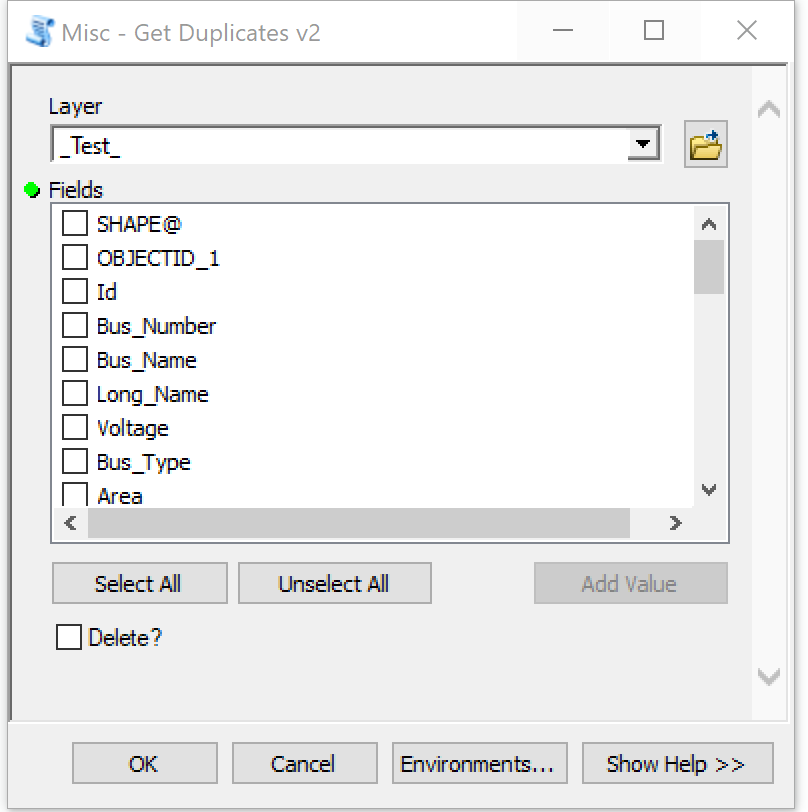 Misc - Get Duplicates v2
Layer
_Test_
Fields
SHAPE@
OBJECTID_1
Id
Bus_Number
Bus_Name
Long_Name
Voltage
Bus_Type
Area
Select All
Unselect All
Add Value
Delete?
OK
Cancel
Environments...
Show Help >>